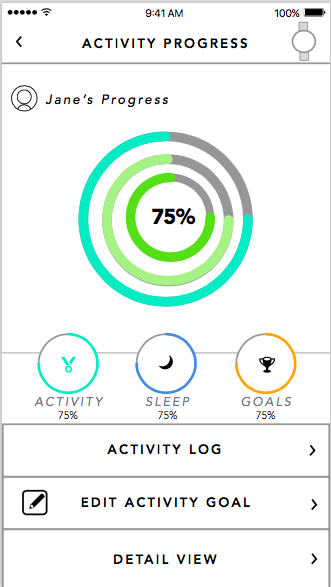 9:41 AM 100%
ACTIVITY PROGRESS
Jane's Progress
75%
ACTIVITY SLEEP GOALS
75% 75% 75%
ACTIVITY LOG
EDIT ACTIVITY GOAL
DETAIL VIEW